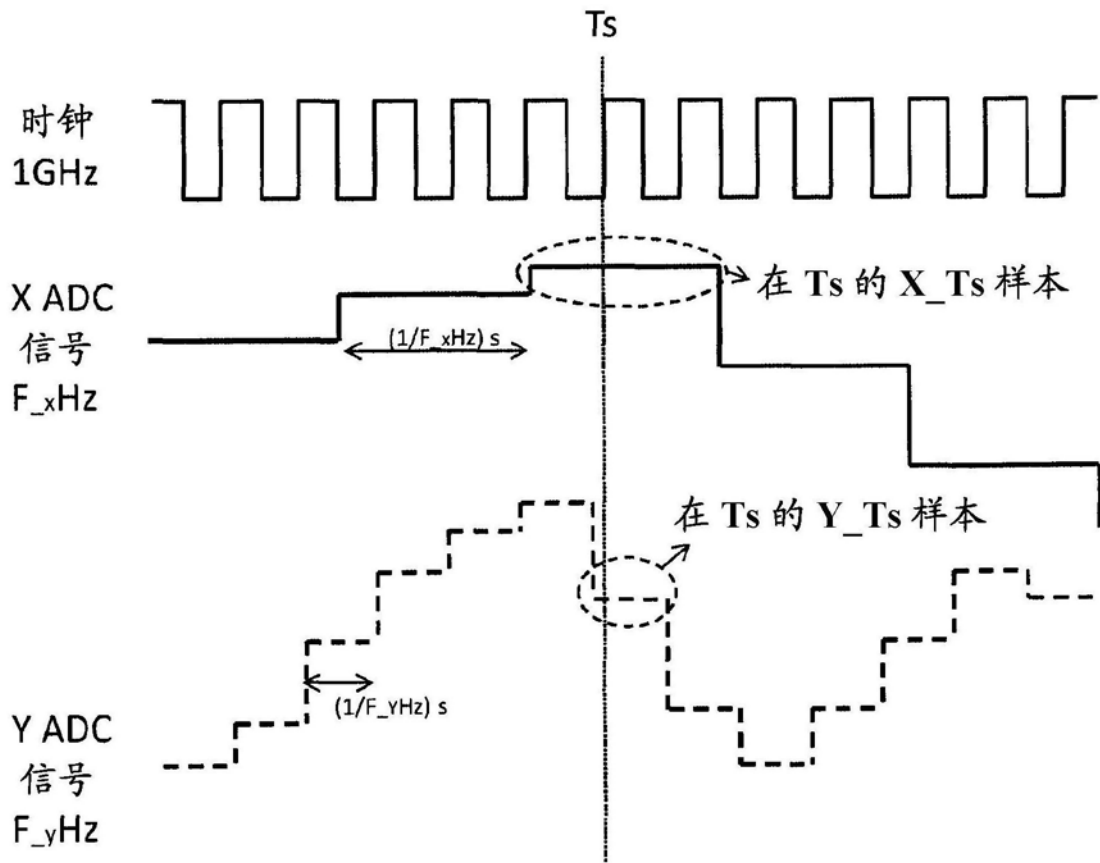 Ts
时钟
1GHz
X ADC
信号
F_xHz
(1/F_xHz) s
在 Ts 的 X_Ts 样本
在 Ts 的 Y_Ts 样本
(1/F_YHz) s
Y ADC
信号
F_yHz